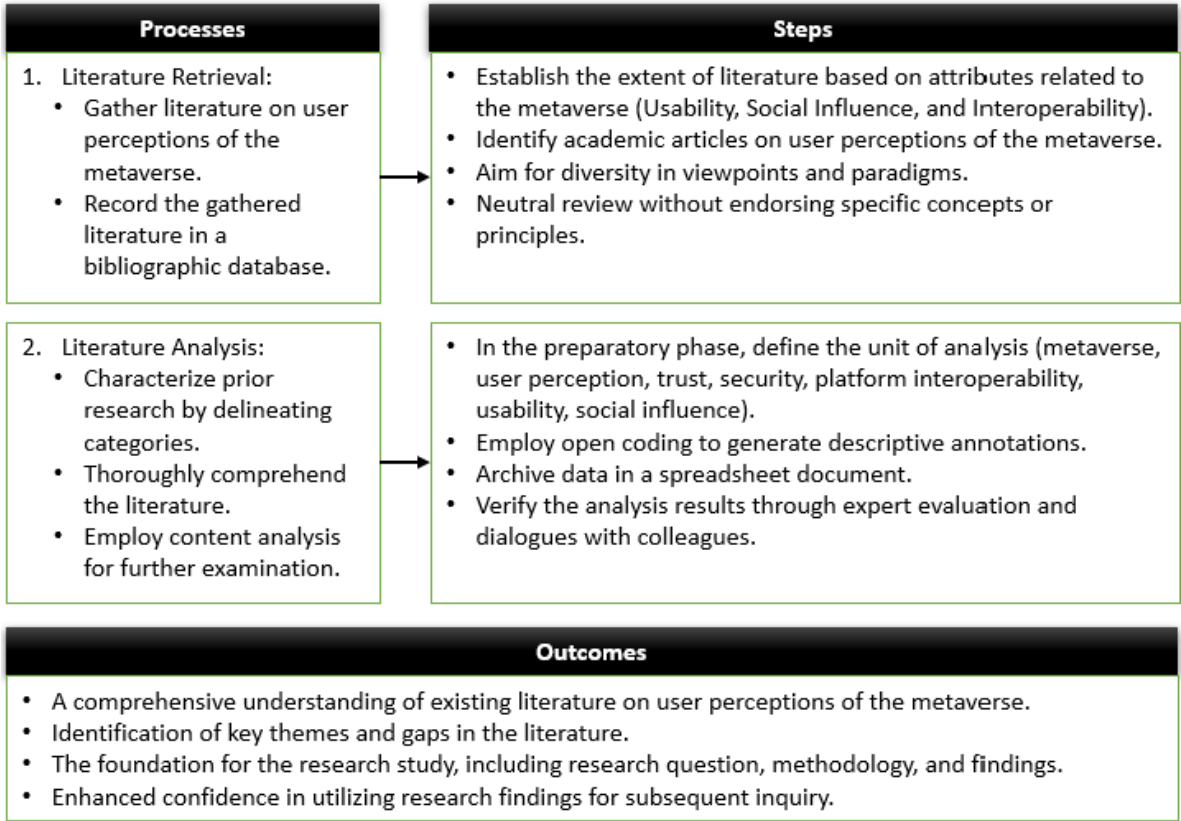 Processes
1. Literature Retrieval:
• Gather literature on user
perceptions of the
metaverse.
• Record the gathered
literature in a
bibliographic database.
Steps
• Establish the extent of literature based on attributes related to
the metaverse (Usability, Social Influence, and Interoperability).
• Identify academic articles on user perceptions of the metaverse.
• Aim for diversity in viewpoints and paradigms.
• Neutral review without endorsing specific concepts or
principles.
2. Literature Analysis:
• Characterize prior
research by delineating
categories.
• Thoroughly comprehend
the literature.
• Employ content analysis
for further examination.
• In the preparatory phase, define the unit of analysis (metaverse,
user perception, trust, security, platform interoperability,
usability, social influence).
• Employ open coding to generate descriptive annotations.
• Archive data in a spreadsheet document.
• Verify the analysis results through expert evaluation and
dialogues with colleagues.
Outcomes
• A comprehensive understanding of existing literature on user perceptions of the metaverse.
• Identification of key themes and gaps in the literature.
• The foundation for the research study, including research question, methodology, and findings.
• Enhanced confidence in utilizing research findings for subsequent inquiry.